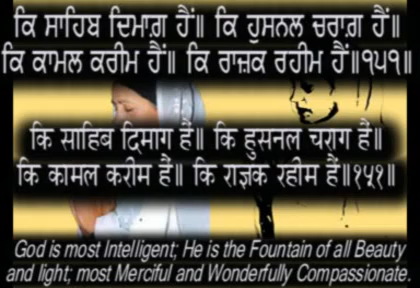 ਕਿ ਸਾਹਿਬ ਦਿਮਾਗ਼ ਹੈਂ॥ ਕਿ ਹੁਸਨਲ ਚਰਾਗ਼ ਹੈਂ॥
ਕਿ ਕਾਮਲ ਕਰੀਮ ਹੈਂ॥ ਕਿ ਰਾਜ਼ਕ ਰਹੀਮ ਹੈਂ॥੧੫੧॥
कि साहिब दिमाग हैं॥ कि हुसनल चराग हैं॥
कि कामल करीम हैं॥ कि राज़क रहीम हैं॥१५१॥
God is most Intelligent; He is the Fountain of all Beauty
and light; most Merciful and Wonderfully Compassionate.